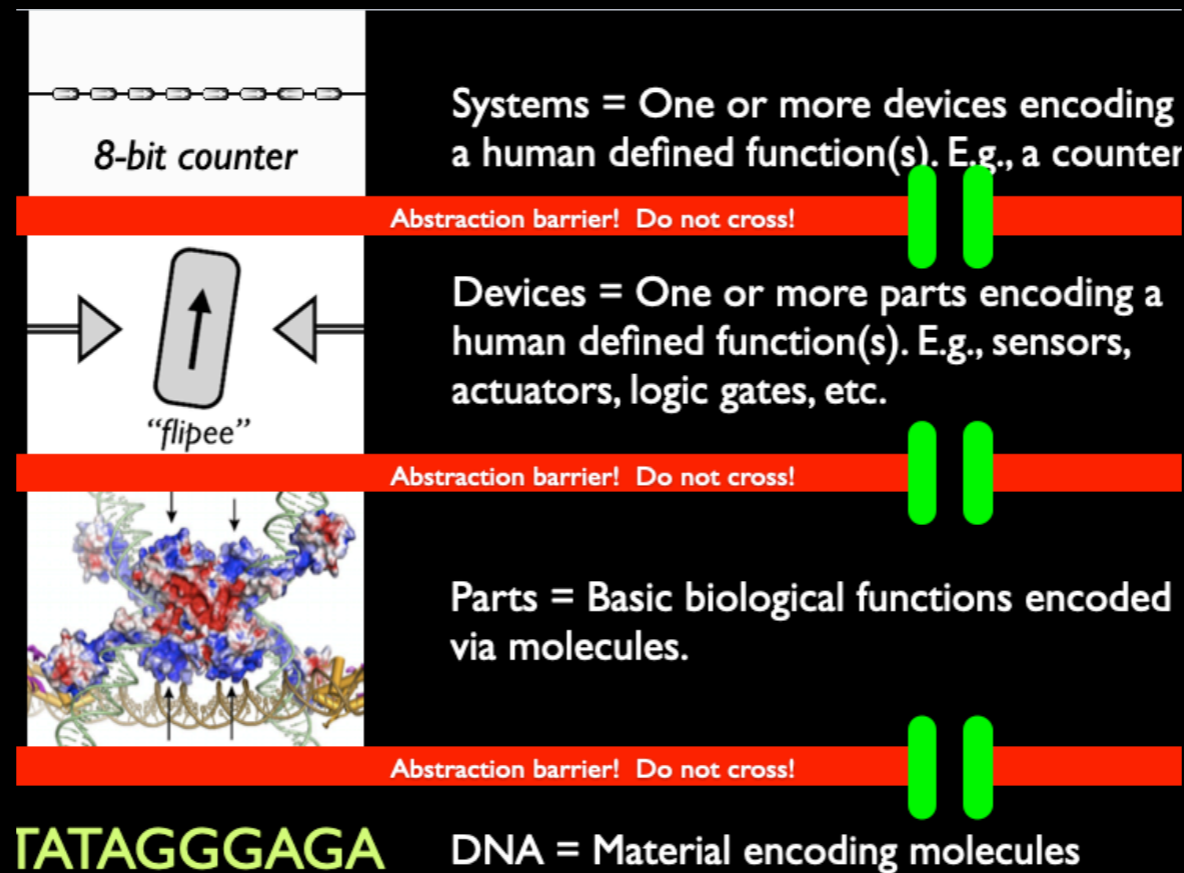 Systems = One or more devices encoding
a human defined function(s). E.g., a counter
8-bit counter
Abstraction barrier! Do not cross!
Devices = One or more parts encoding a
human defined function(s). E.g., sensors,
actuators, logic gates, etc.
“flipee”
Abstraction barrier! Do not cross!
Parts = Basic biological functions encoded
via molecules.
Abstraction barrier! Do not cross!
TATAGGGAGA
DNA = Material encoding molecules